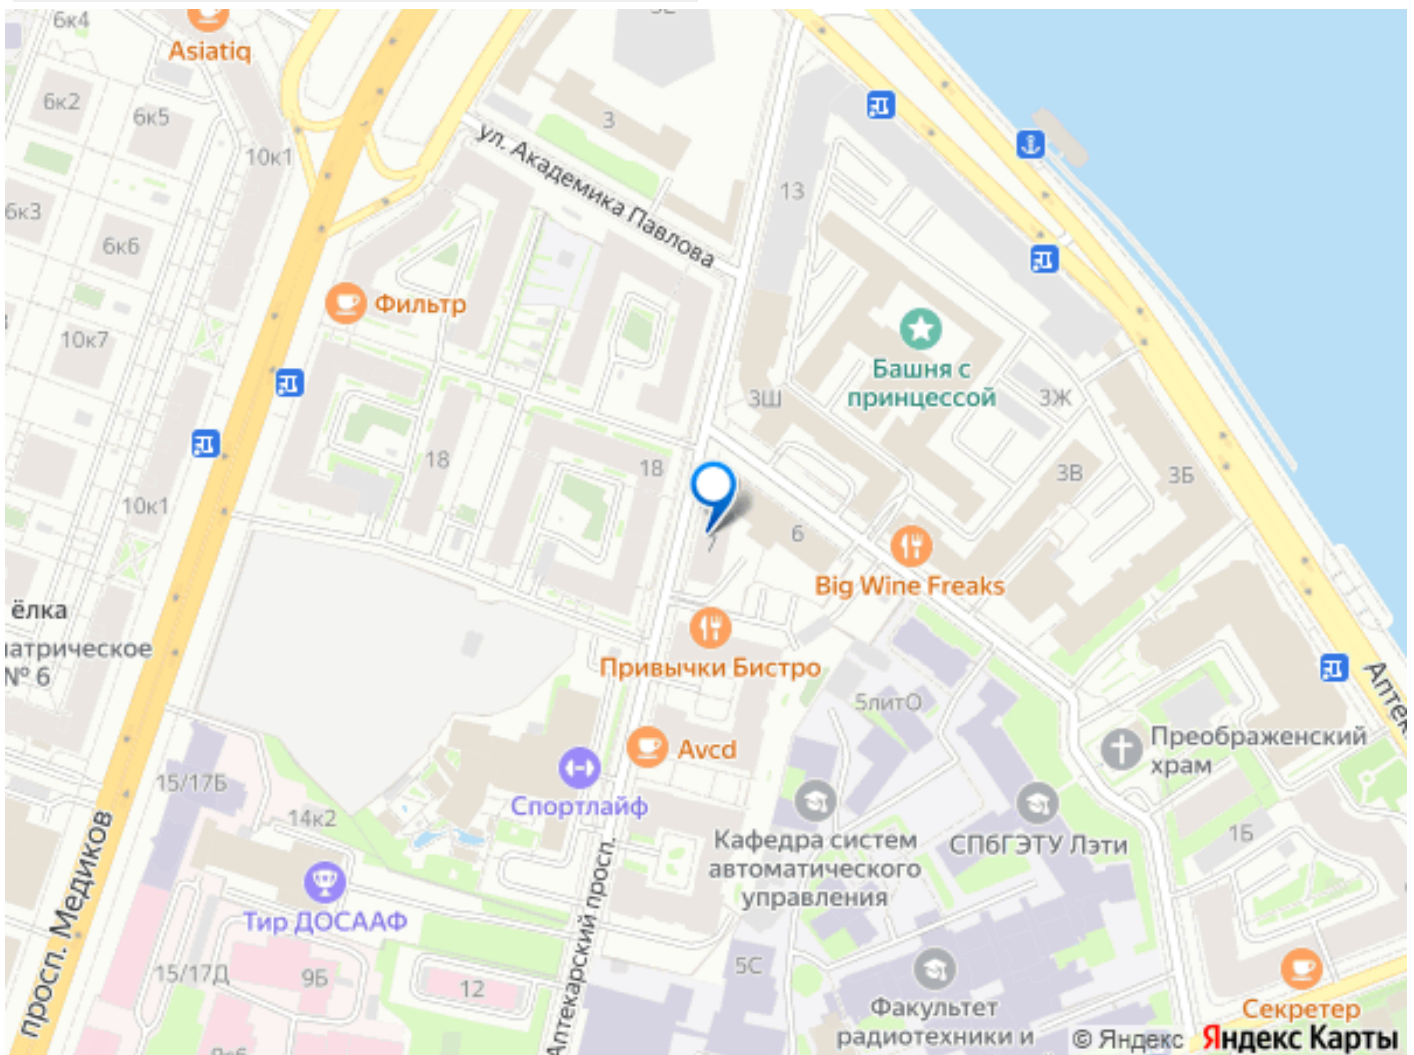 6к4
Asiatiq
6к2
6к5
3
10к1
ул. Академика Павлова
13
6к3
6к6
Фильтр
Башня с
принцессой
10к7
3Ш
3Ж
18
18
3В
3Б
10к1
6
7
Big Wine Freaks
ёлка
Привычки Бистро
№ 6
5литО
Преображенский
храм
Аптек
Avcd
15/17Б
Спортлайф
14к2
Кафедра систем
автоматического
управления
СПбГЭТУ Лэти
1Б
просп. Медиков
Тир ДОСААФ
Аптекарский просп.
15/17Д
9Б
12
5С
Факультет
радиотехники и
Секретер
© Яндекс Яндекс Карты